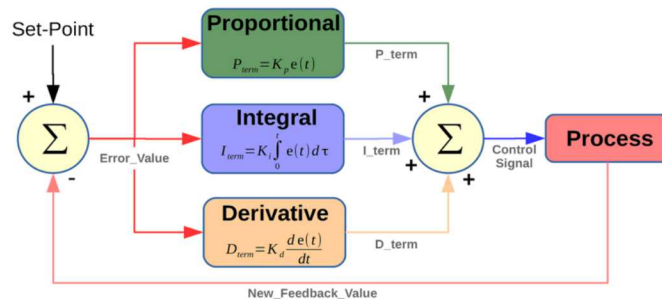 Set-Point
+
Σ
-
Error_Value
Proportional
P_term = K_p e(t)
P_term
Integral
I_term = K_i ∫_0^t e(t) dτ
I_term
Derivative
D_term = K_d d e(t) / dt
D_term
+
+
+
Σ
Control
Signal
Process
New_Feedback_Value